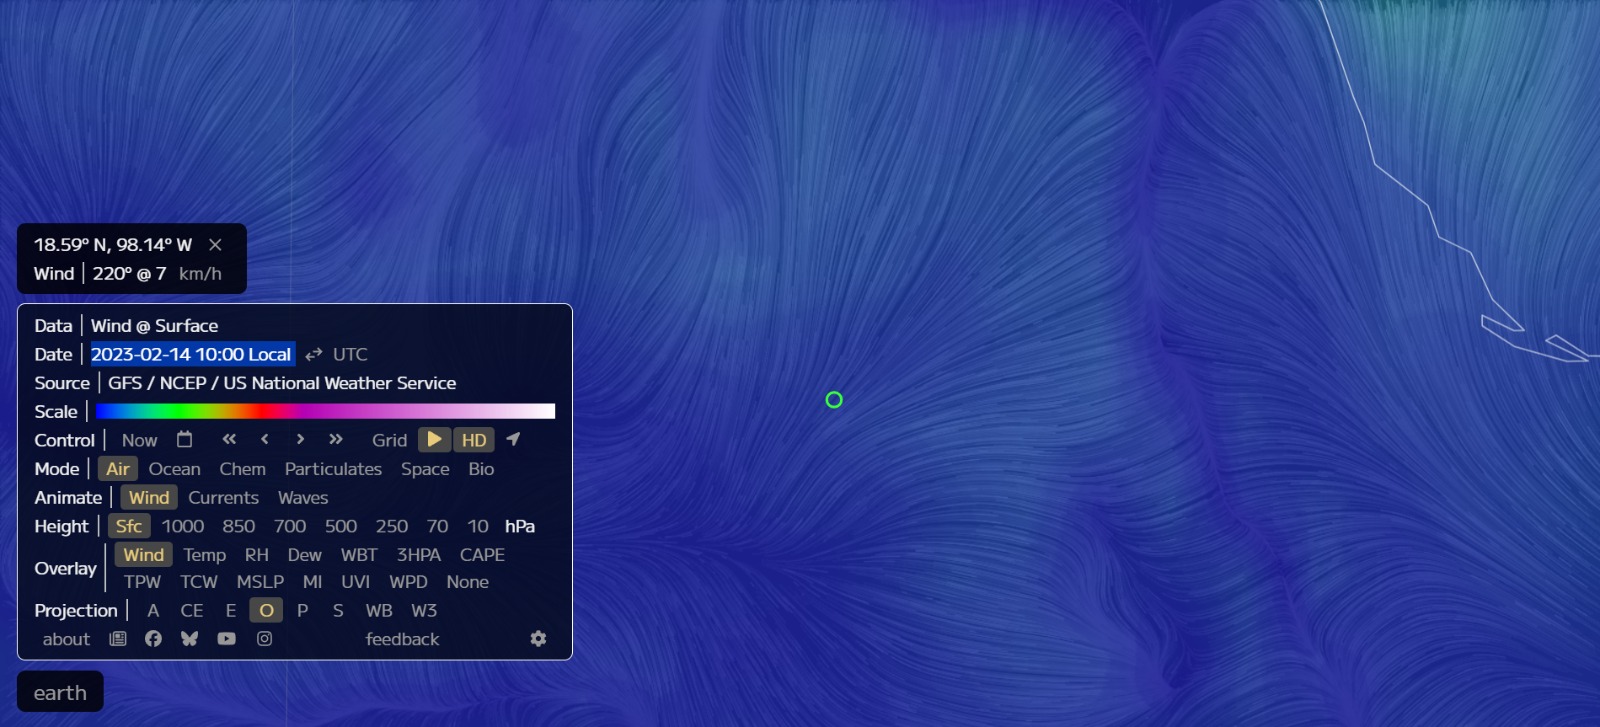 18.59° N, 98.14° W ×
Wind | 220° @ 7 km/h
Data | Wind @ Surface
Date | 2023-02-14 10:00 Local ⇄ UTC
Source | GFS / NCEP / US National Weather Service
Scale |
Control | Now « ‹ › » Grid ▶ HD
Mode | Air Ocean Chem Particulates Space Bio
Animate | Wind Currents Waves
Height | Sfc 1000 850 700 500 250 70 10 hPa
Overlay | Wind Temp RH Dew WBT 3HPA CAPE
TPW TCW MSLP MI UVI WPD None
Projection | A CE E O P S WB W3
about feedback
earth